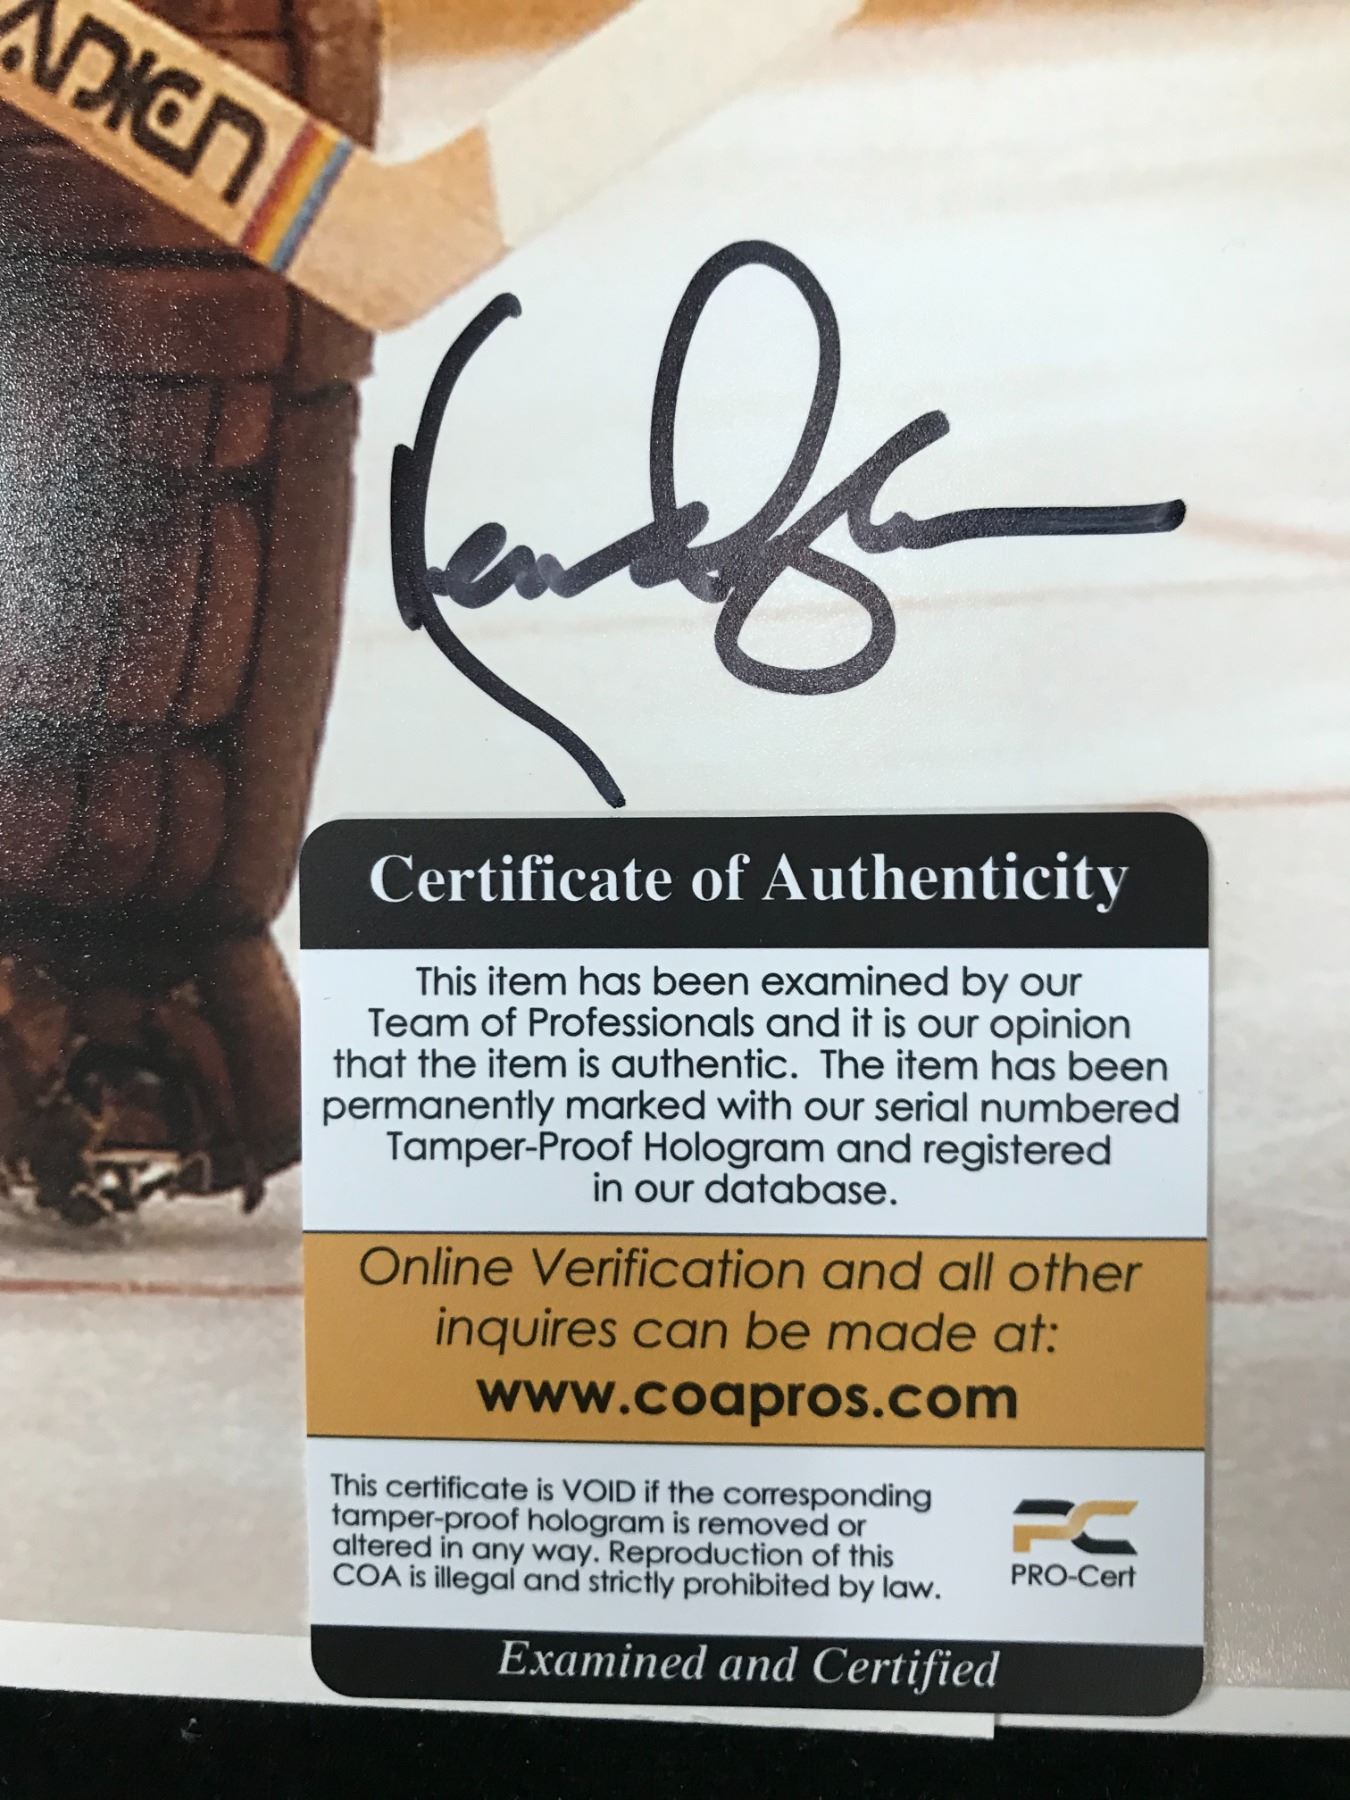 ADIEN
Certificate of Authenticity
This item has been examined by our
Team of Professionals and it is our opinion
that the item is authentic.  The item has been
permanently marked with our serial numbered
Tamper-Proof Hologram and registered
in our database.
Online Verification and all other
inquires can be made at:
www.coapros.com
This certificate is VOID if the corresponding
tamper-proof hologram is removed or
altered in any way. Reproduction of this
COA is illegal and strictly prohibited by law.
PC
PRO-Cert
Examined and Certified